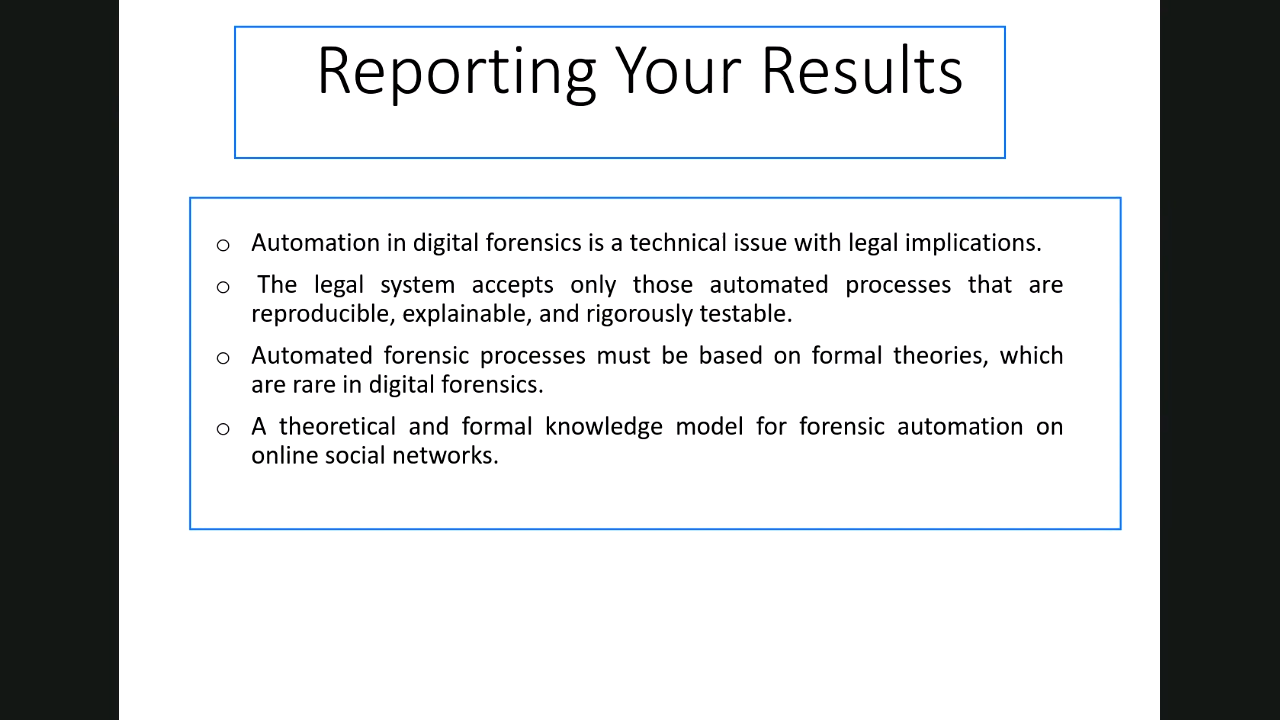 Reporting Your Results
○ Automation in digital forensics is a technical issue with legal implications.
○ The legal system accepts only those automated processes that are
reproducible, explainable, and rigorously testable.
○ Automated forensic processes must be based on formal theories, which
are rare in digital forensics.
○ A theoretical and formal knowledge model for forensic automation on
online social networks.